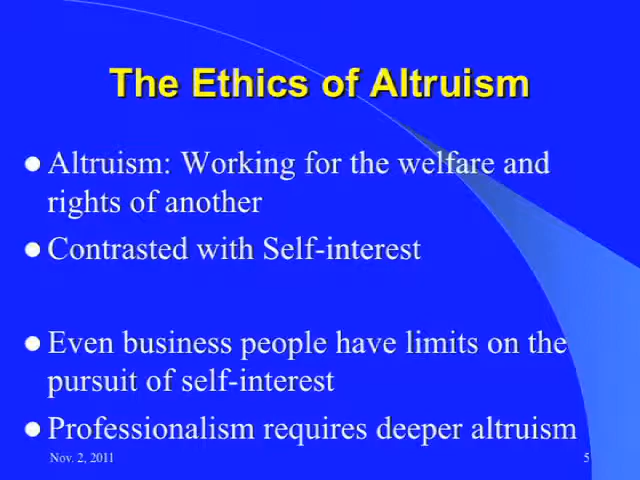 The Ethics of Altruism
Altruism: Working for the welfare and
rights of another
Contrasted with Self-interest
Even business people have limits on the
pursuit of self-interest
Professionalism requires deeper altruism
Nov. 2, 2011
5